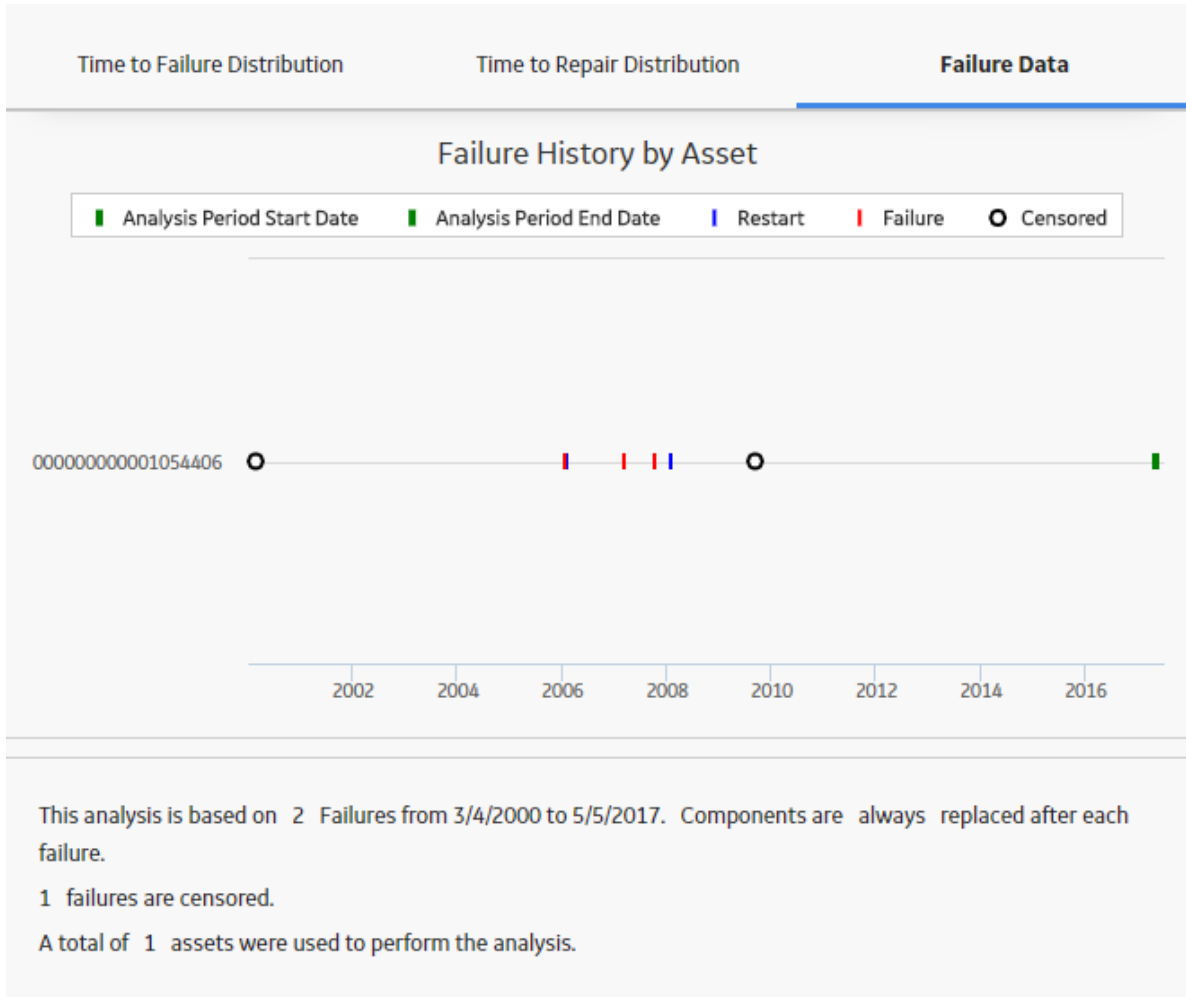 Time to Failure Distribution Time to Repair Distribution Failure Data
Failure History by Asset
Analysis Period Start Date Analysis Period End Date Restart Failure Censored
000000000001054406
2002 2004 2006 2008 2010 2012 2014 2016
This analysis is based on 2 Failures from 3/4/2000 to 5/5/2017. Components are always replaced after each
failure.
1 failures are censored.
A total of 1 assets were used to perform the analysis.